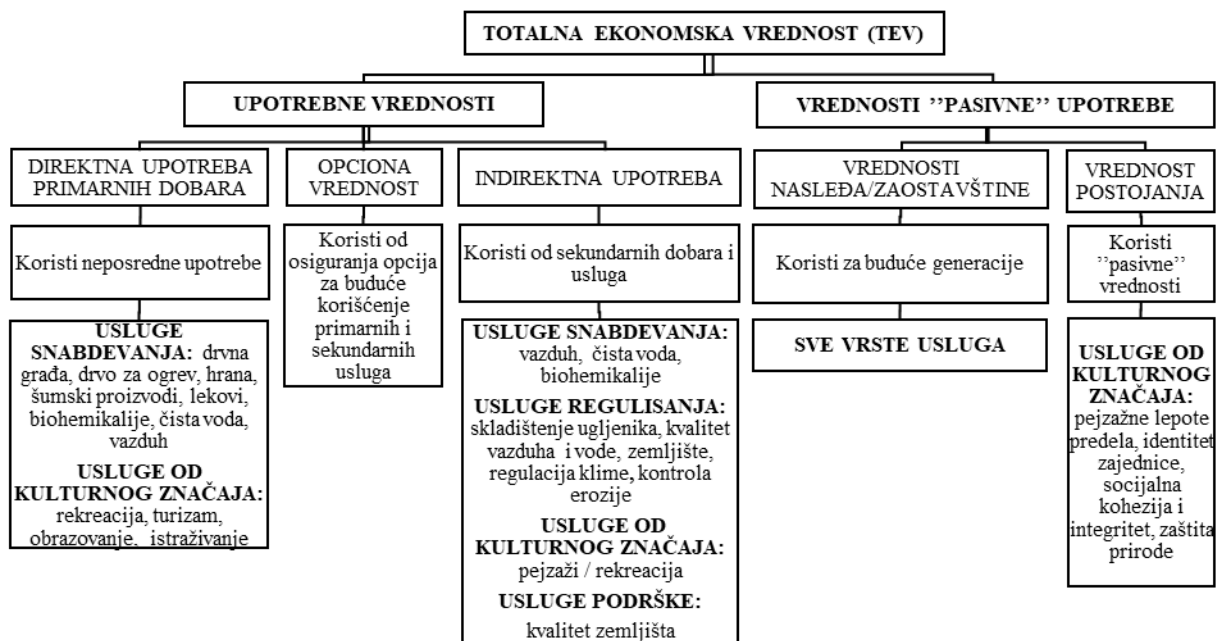 TOTALNA EKONOMSKA VREDNOST (TEV)
UPOTREBNE VREDNOSTI
VREDNOSTI ’’PASIVNE’’ UPOTREBE
DIREKTNA UPOTREBA
PRIMARNIH DOBARA
OPCIONA
VREDNOST
INDIREKTNA UPOTREBA
VREDNOSTI
NASLEĐA/ZAOSTAVŠTINE
VREDNOST
POSTOJANJA
Koristi neposredne upotrebe
Koristi od
osiguranja opcija
za buduće
korišćenje
primarnih i
sekundarnih
usluga
Koristi od sekundarnih dobara i
usluga
Koristi za buduće generacije
Koristi
’’pasivne’’
vrednosti
USLUGE
SNABDEVANJA: drvna
građa, drvo za ogrev, hrana,
šumski proizvodi, lekovi,
biohemikalije, čista voda,
vazduh
USLUGE OD
KULTURNOG ZNAČAJA:
rekreacija, turizam,
obrazovanje, istraživanje
USLUGE SNABDEVANJA:
vazduh, čista voda,
biohemikalije
USLUGE REGULISANJA:
skladištenje ugljenika, kvalitet
vazduha i vode, zemljište,
regulacija klime, kontrola
erozije
USLUGE OD
KULTURNOG ZNAČAJA:
pejzaži / rekreacija
USLUGE PODRŠKE:
kvalitet zemljišta
SVE VRSTE USLUGA
USLUGE OD
KULTURNOG
ZNAČAJA:
pejzažne lepote
predela, identitet
zajednice,
socijalna
kohezija i
integritet, zaštita
prirode